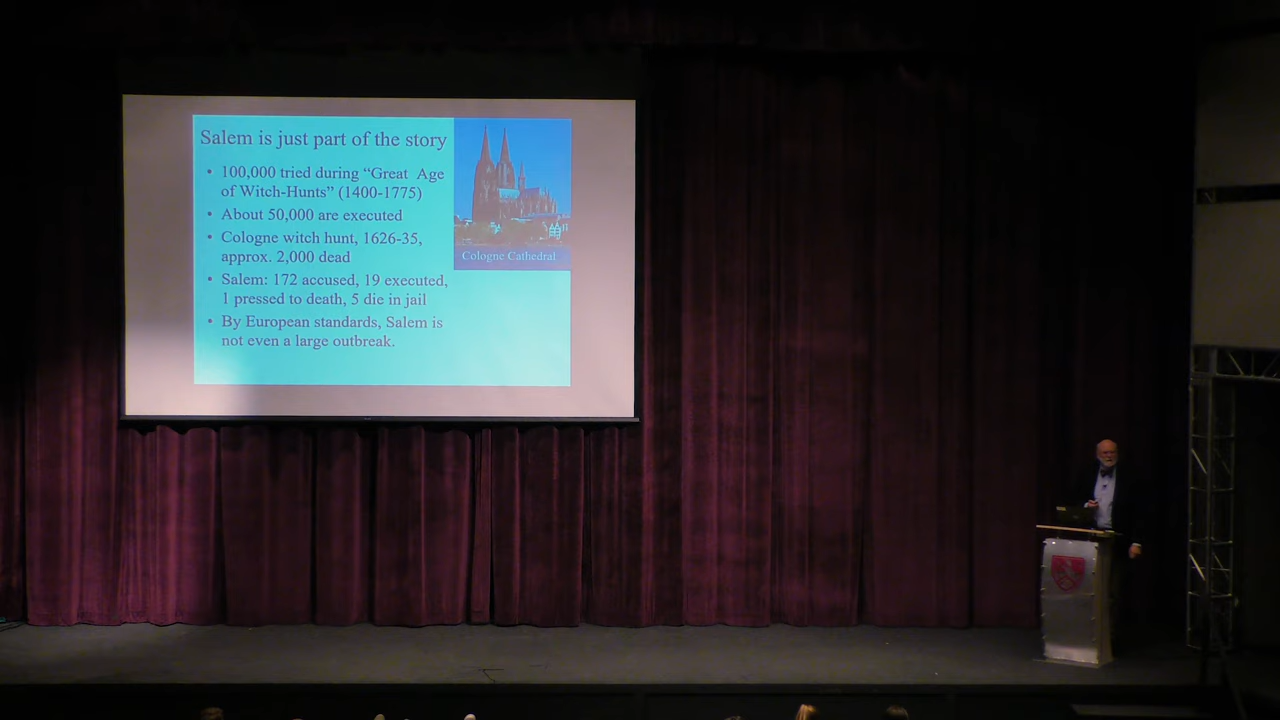 Salem is just part of the story
• 100,000 tried during “Great Age
of Witch-Hunts” (1400-1775)
• About 50,000 are executed
• Cologne witch hunt, 1626-35,
approx. 2,000 dead
• Salem: 172 accused, 19 executed,
1 pressed to death, 5 die in jail
• By European standards, Salem is
not even a large outbreak.
Cologne Cathedral